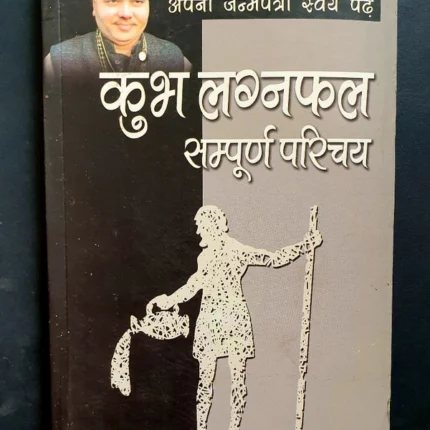 अपनी जन्मपत्री स्वयं पढ़ें
कुंभ लग्नफल
सम्पूर्ण परिचय